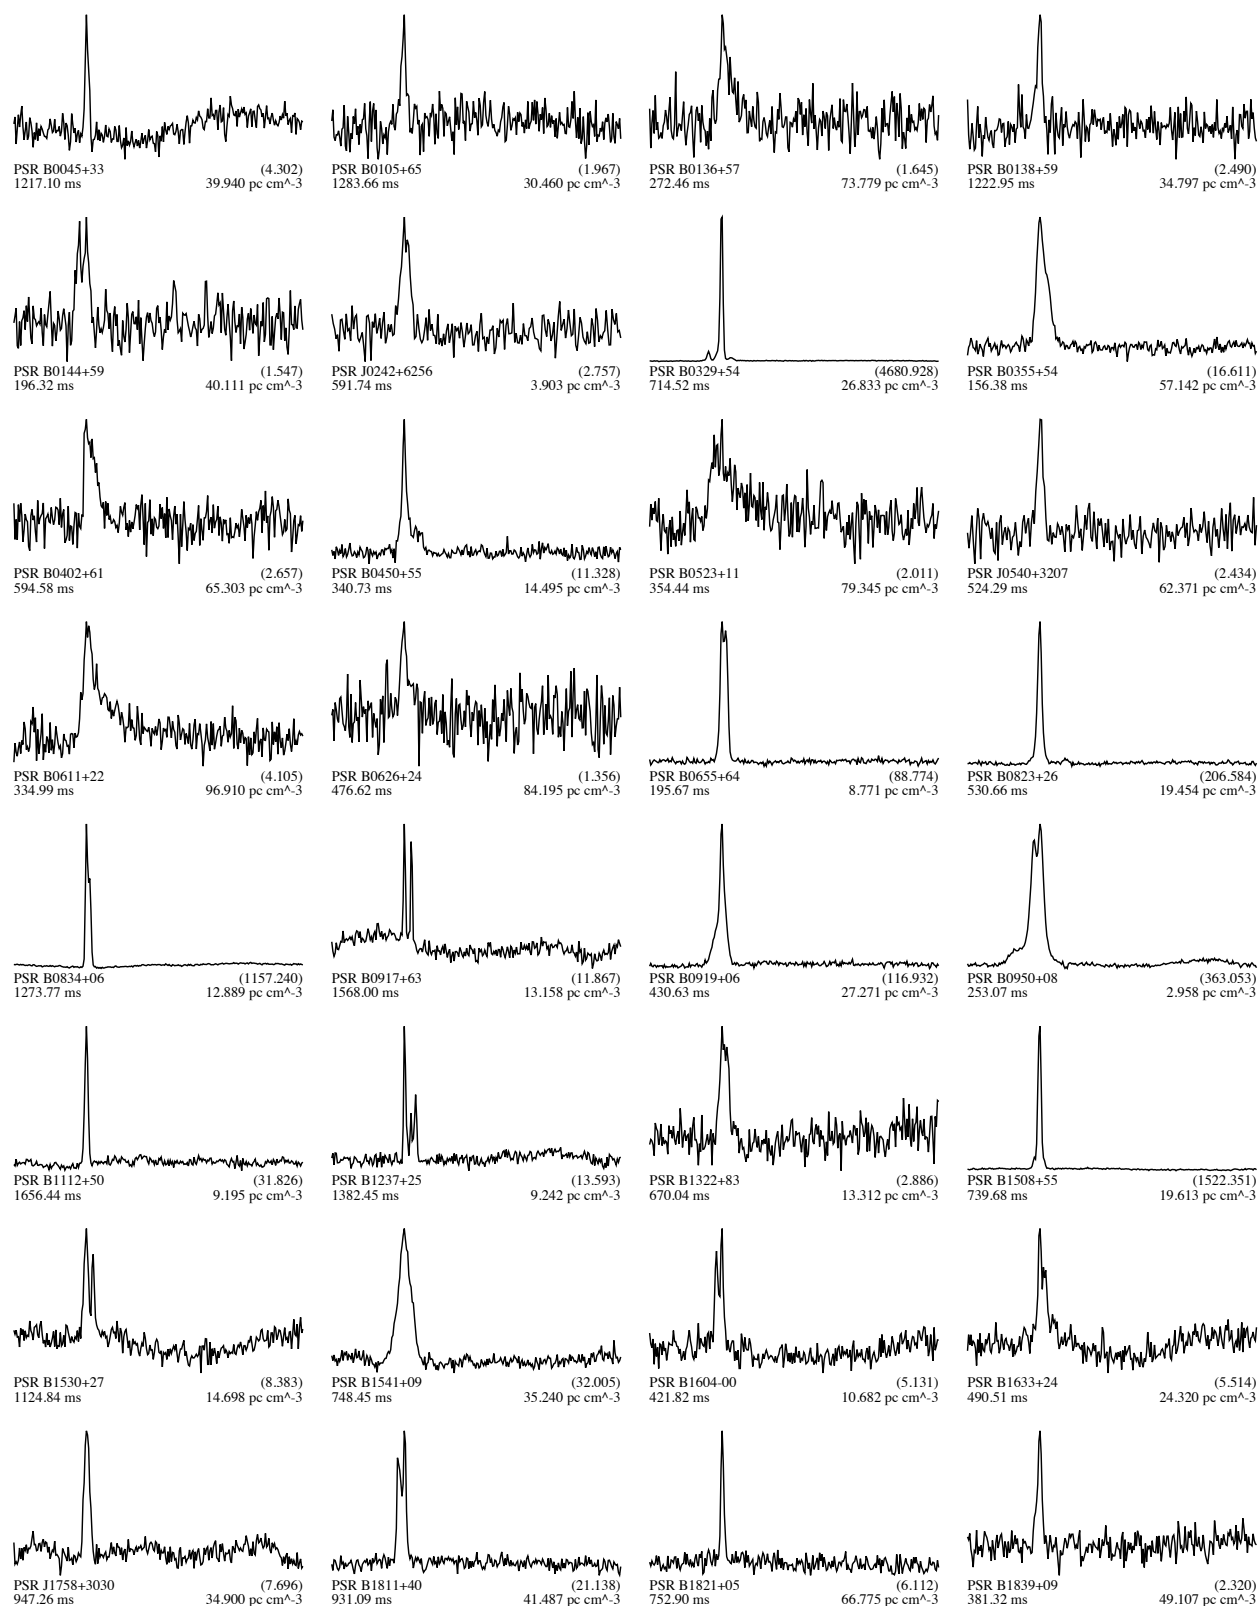 PSR B0045+33 (4.302) PSR B0105+65 (1.967) PSR B0136+57 (1.645) PSR B0138+59 (2.490)
1217.10 ms 39.940 pc cm^-3 1283.66 ms 30.460 pc cm^-3 272.46 ms 73.779 pc cm^-3 1222.95 ms 34.797 pc cm^-3
PSR B0144+59 (1.547) PSR J0242+6256 (2.757) PSR B0329+54 (4680.928) PSR B0355+54 (16.611)
196.32 ms 40.111 pc cm^-3 591.74 ms 3.903 pc cm^-3 714.52 ms 26.833 pc cm^-3 156.38 ms 57.142 pc cm^-3
PSR B0402+61 (2.657) PSR B0450+55 (11.328) PSR B0523+11 (2.011) PSR J0540+3207 (2.434)
594.58 ms 65.303 pc cm^-3 340.73 ms 14.495 pc cm^-3 354.44 ms 79.345 pc cm^-3 524.29 ms 62.371 pc cm^-3
PSR B0611+22 (4.105) PSR B0626+24 (1.356) PSR B0655+64 (88.774) PSR B0823+26 (206.584)
334.99 ms 96.910 pc cm^-3 476.62 ms 84.195 pc cm^-3 195.67 ms 8.771 pc cm^-3 530.66 ms 19.454 pc cm^-3
PSR B0834+06 (1157.240) PSR B0917+63 (11.867) PSR B0919+06 (116.932) PSR B0950+08 (363.053)
1273.77 ms 12.889 pc cm^-3 1568.00 ms 13.158 pc cm^-3 430.63 ms 27.271 pc cm^-3 253.07 ms 2.958 pc cm^-3
PSR B1112+50 (31.826) PSR B1237+25 (13.593) PSR B1322+83 (2.886) PSR B1508+55 (1522.351)
1656.44 ms 9.195 pc cm^-3 1382.45 ms 9.242 pc cm^-3 670.04 ms 13.312 pc cm^-3 739.68 ms 19.613 pc cm^-3
PSR B1530+27 (8.383) PSR B1541+09 (32.005) PSR B1604-00 (5.131) PSR B1633+24 (5.514)
1124.84 ms 14.698 pc cm^-3 748.45 ms 35.240 pc cm^-3 421.82 ms 10.682 pc cm^-3 490.51 ms 24.320 pc cm^-3
PSR J1758+3030 (7.696) PSR B1811+40 (21.138) PSR B1821+05 (6.112) PSR B1839+09 (2.320)
947.26 ms 34.900 pc cm^-3 931.09 ms 41.487 pc cm^-3 752.90 ms 66.775 pc cm^-3 381.32 ms 49.107 pc cm^-3